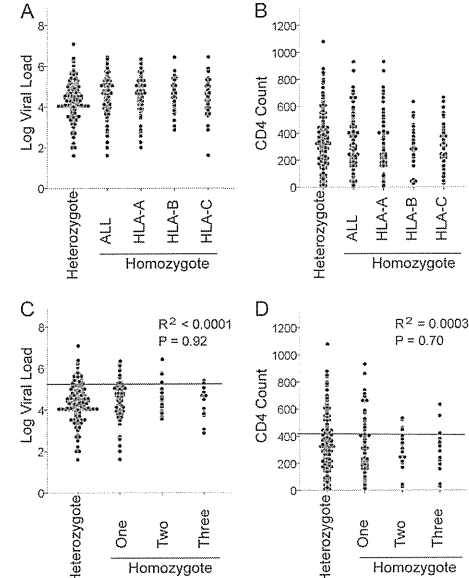 A
Log Viral Load
8
6
4
2
0
Heterozygote
ALL
HLA-A
HLA-B
HLA-C
Homozygote
B
CD4 Count
1200
1000
800
600
400
200
0
Heterozygote
ALL
HLA-A
HLA-B
HLA-C
Homozygote
C
R² < 0.0001
P = 0.92
Log Viral Load
8
6
4
2
0
Heterozygote
One
Two
Three
Homozygote
D
R² = 0.0003
P = 0.70
CD4 Count
1200
1000
800
600
400
200
0
Heterozygote
One
Two
Three
Homozygote